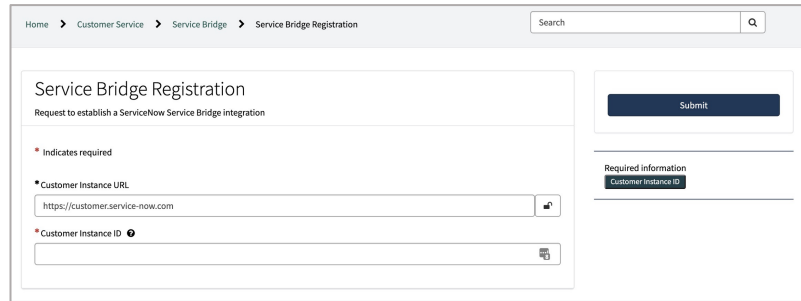 Home > Customer Service > Service Bridge > Service Bridge Registration
Search
Service Bridge Registration
Request to establish a ServiceNow Service Bridge integration
* Indicates required
* Customer Instance URL
https://customer.service-now.com
* Customer Instance ID ?
Submit
Required information
Customer Instance ID